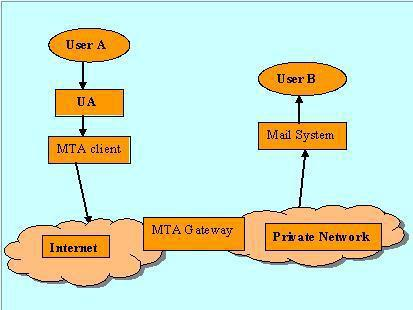 User A
UA
MTA client
User B
Mail System
Internet
MTA Gateway
Private Network